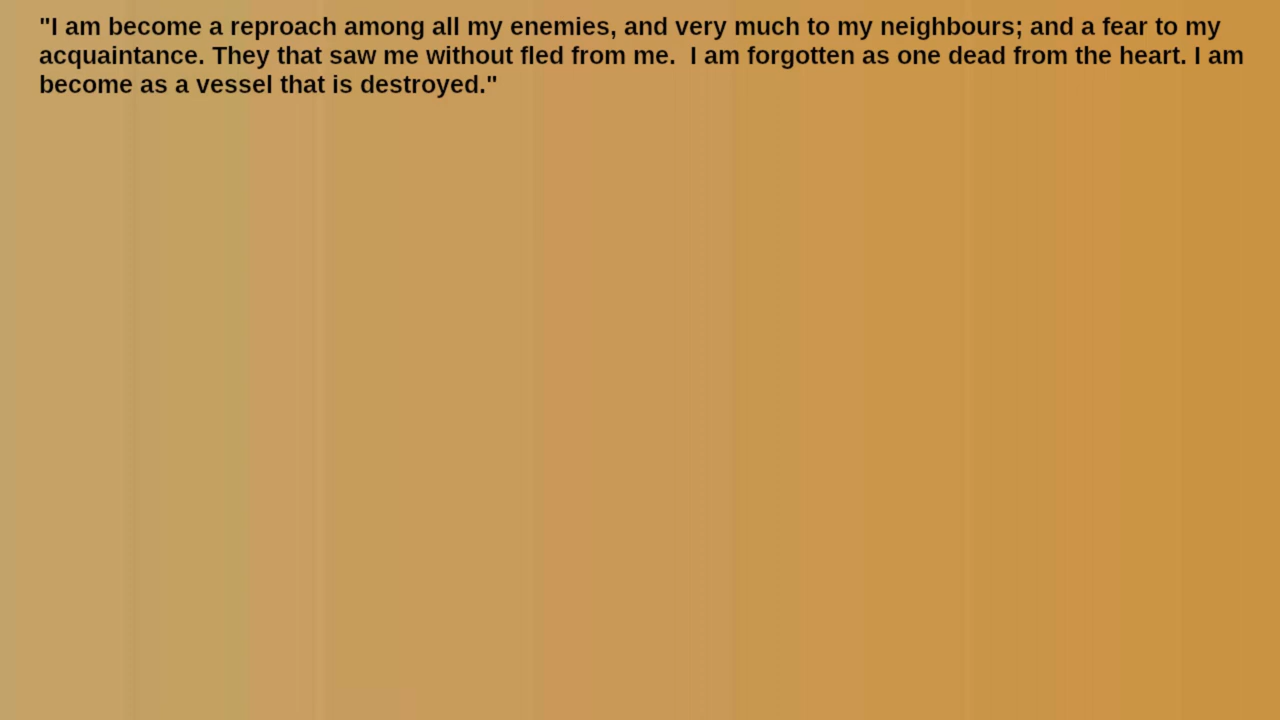 "I am become a reproach among all my enemies, and very much to my neighbours; and a fear to my
acquaintance. They that saw me without fled from me.  I am forgotten as one dead from the heart. I am
become as a vessel that is destroyed."